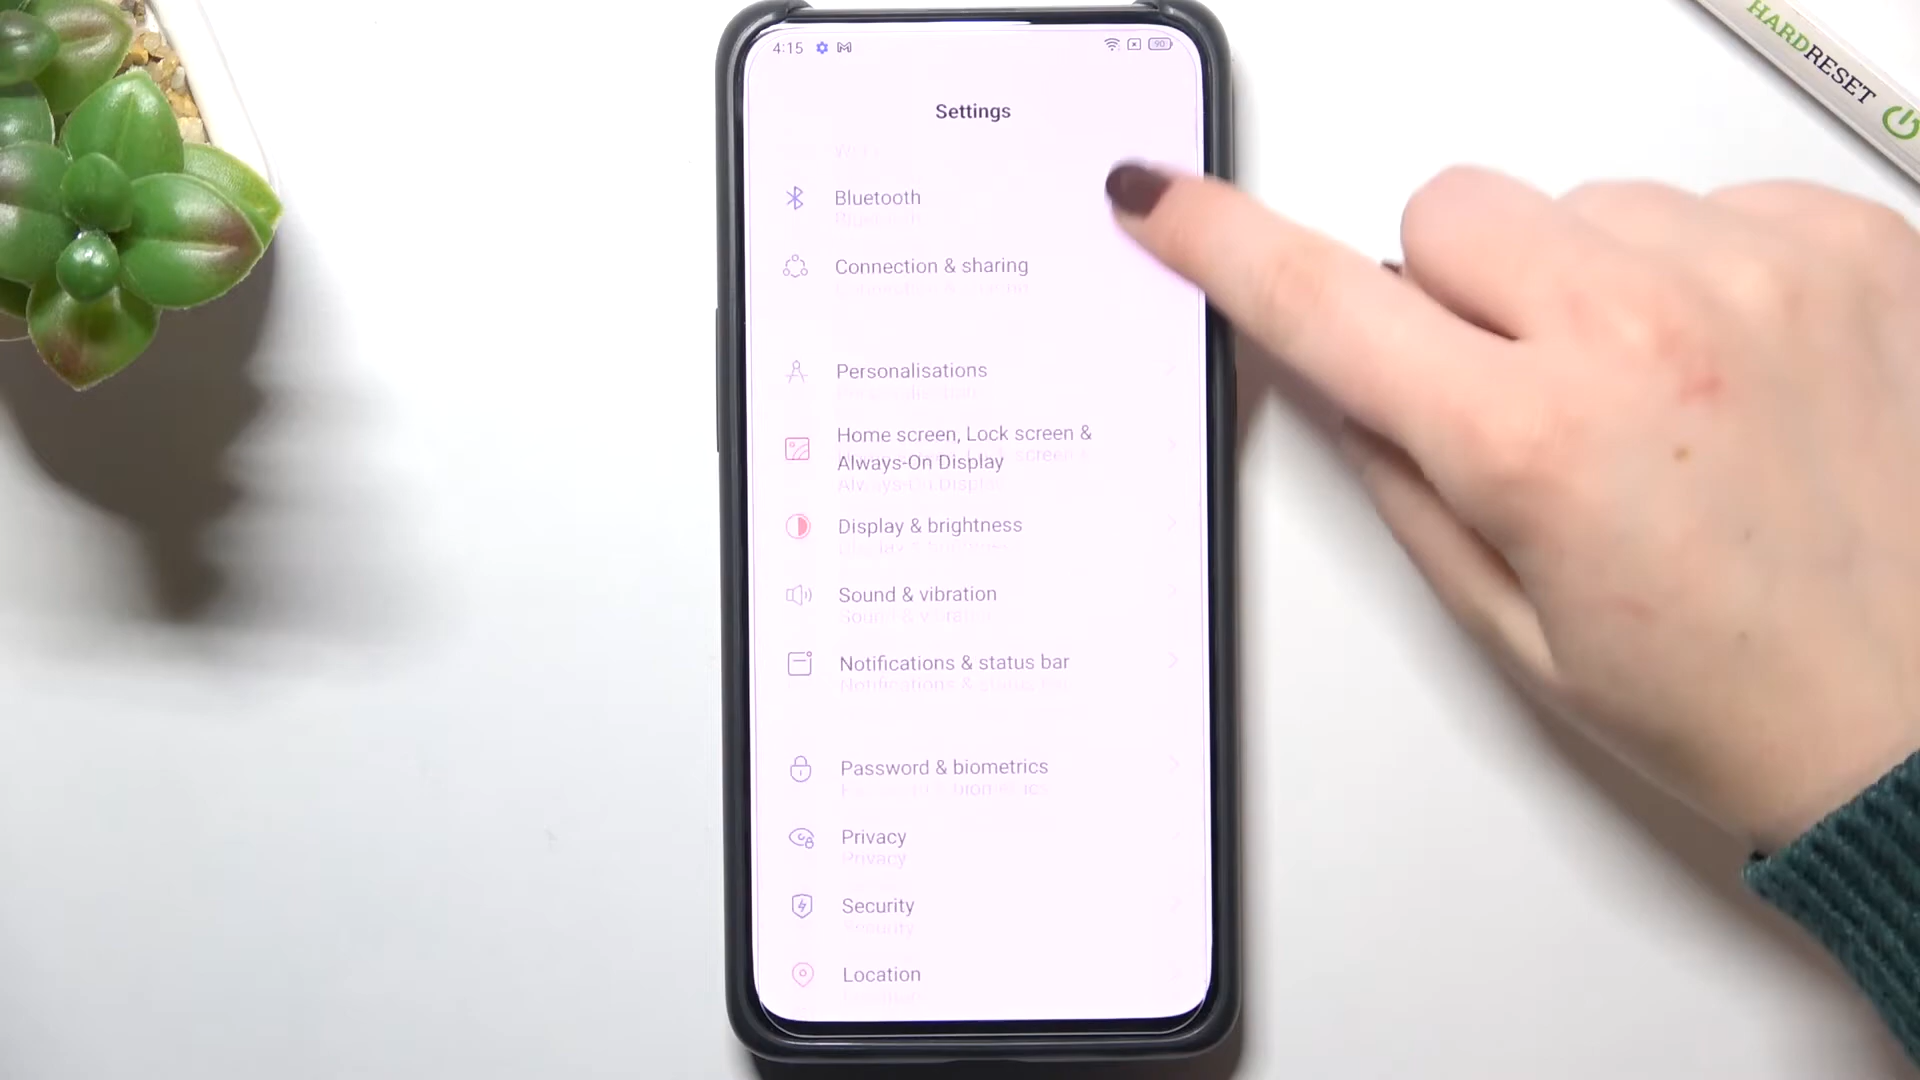 HARDRESET
4:15
90
Settings
Bluetooth
Connection & sharing
Personalisations
Home screen, Lock screen &
Always-On Display
Display & brightness
Sound & vibration
Notifications & status bar
Password & biometrics
Privacy
Security
Location